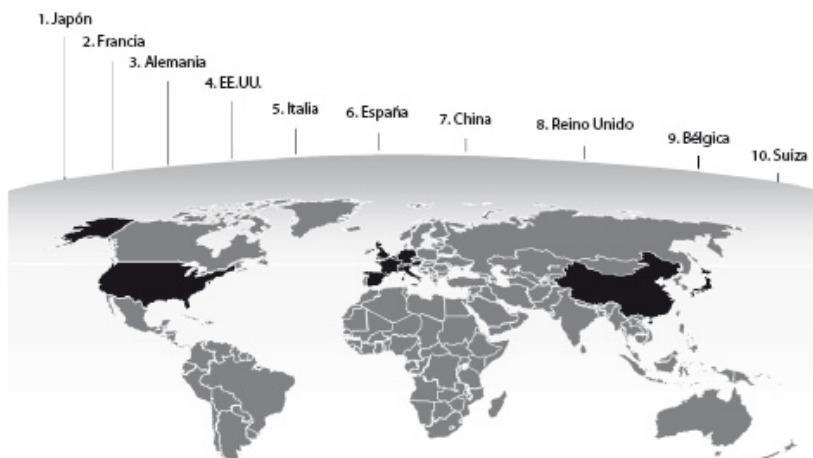 1. Japón
2. Francia
3. Alemania
4. EE.UU.
5. Italia
6. España
7. China
8. Reino Unido
9. Bélgica
10. Suiza